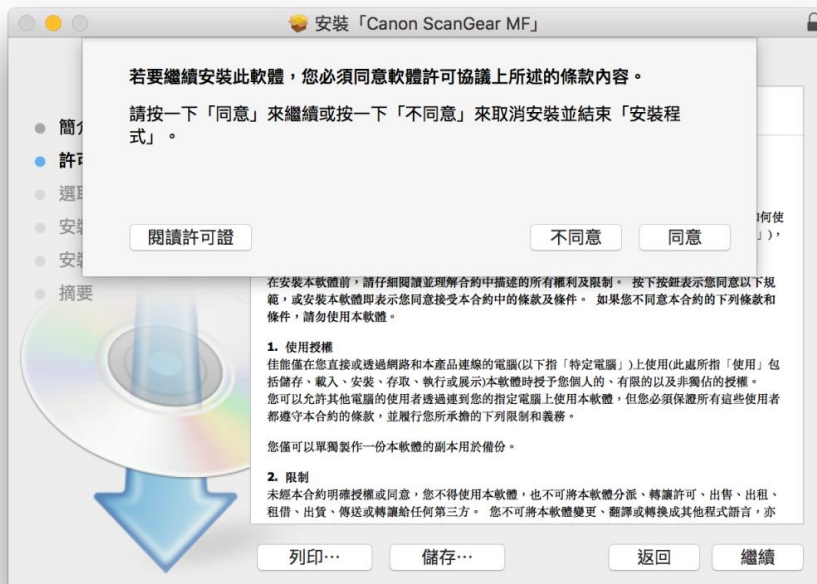 安裝「Canon ScanGear MF」
若要繼續安裝此軟體，您必須同意軟體許可協議上所述的條款內容。
請按一下「同意」來繼續或按一下「不同意」來取消安裝並結束「安裝程
式」。
閱讀許可證
不同意
同意
簡
許
選
安
安
摘要
何使
」)，
在安裝本軟體前，請仔細閱讀並理解合約中描述的所有權利及限制。 按下按鈕表示您同意以下規
範，或安裝本軟體即表示您同意接受本合約中的條款及條件。 如果您不同意本合約的下列條款和
條件，請勿使用本軟體。
1. 使用授權
佳能僅在您直接或透過網路和本產品連線的電腦(以下指「特定電腦」)上使用(此處所指「使用」包
括儲存、載入、安裝、存取、執行或展示)本軟體時授予您個人的、有限的以及非獨佔的授權。
您可以允許其他電腦的使用者透過連到您的指定電腦上使用本軟體，但您必須保證所有這些使用者
都遵守本合約的條款，並履行您所承擔的下列限制和義務。
您僅可以單獨製作一份本軟體的副本用於備份。
2. 限制
未經本合約明確授權或同意，您不得使用本軟體，也不可將本軟體分派、轉讓許可、出售、出租、
租借、出賃、傳送或轉讓給任何第三方。 您不可將本軟體變更、翻譯或轉換成其他程式語言，亦
列印⋯
儲存⋯
返回
繼續